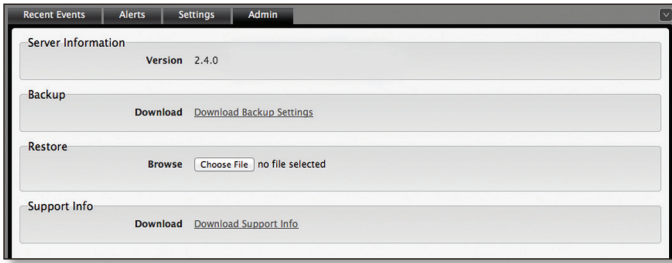 Recent Events Alerts Settings Admin
Server Information
Version 2.4.0
Backup
Download Download Backup Settings
Restore
Browse Choose File no file selected
Support Info
Download Download Support Info